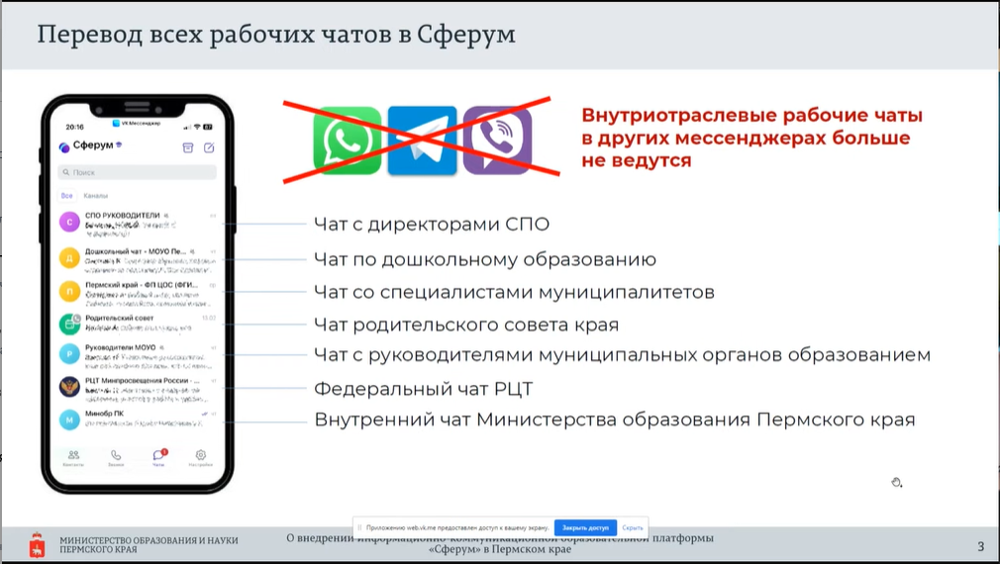 Перевод всех рабочих чатов в Сферум
Внутриотраслевые рабочие чаты
в других мессенджерах больше
не ведутся
20:16
VK Мессенджер
87
Сферум
Поиск
Все Каналы
СПО РУКОВОДИТЕЛИ
Дошкольный чат - МОУО Пе...
Пермский край - ФП ЦОС (ФГИ...
Родительский совет
Руководители МОУО
РЦТ Минпросвещения России - ...
Минобр ПК
Контакты Звонки Чаты Настройки
Чат с директорами СПО
Чат по дошкольному образованию
Чат со специалистами муниципалитетов
Чат родительского совета края
Чат с руководителями муниципальных органов образованием
Федеральный чат РЦТ
Внутренний чат Министерства образования Пермского края
Приложению web.vk.me предоставлен доступ к вашему экрану. Закрыть доступ Скрыть
МИНИСТЕРСТВО ОБРАЗОВАНИЯ И НАУКИ
ПЕРМСКОГО КРАЯ
О внедрении информационно-коммуникационной образовательной платформы
«Сферум» в Пермском крае
3